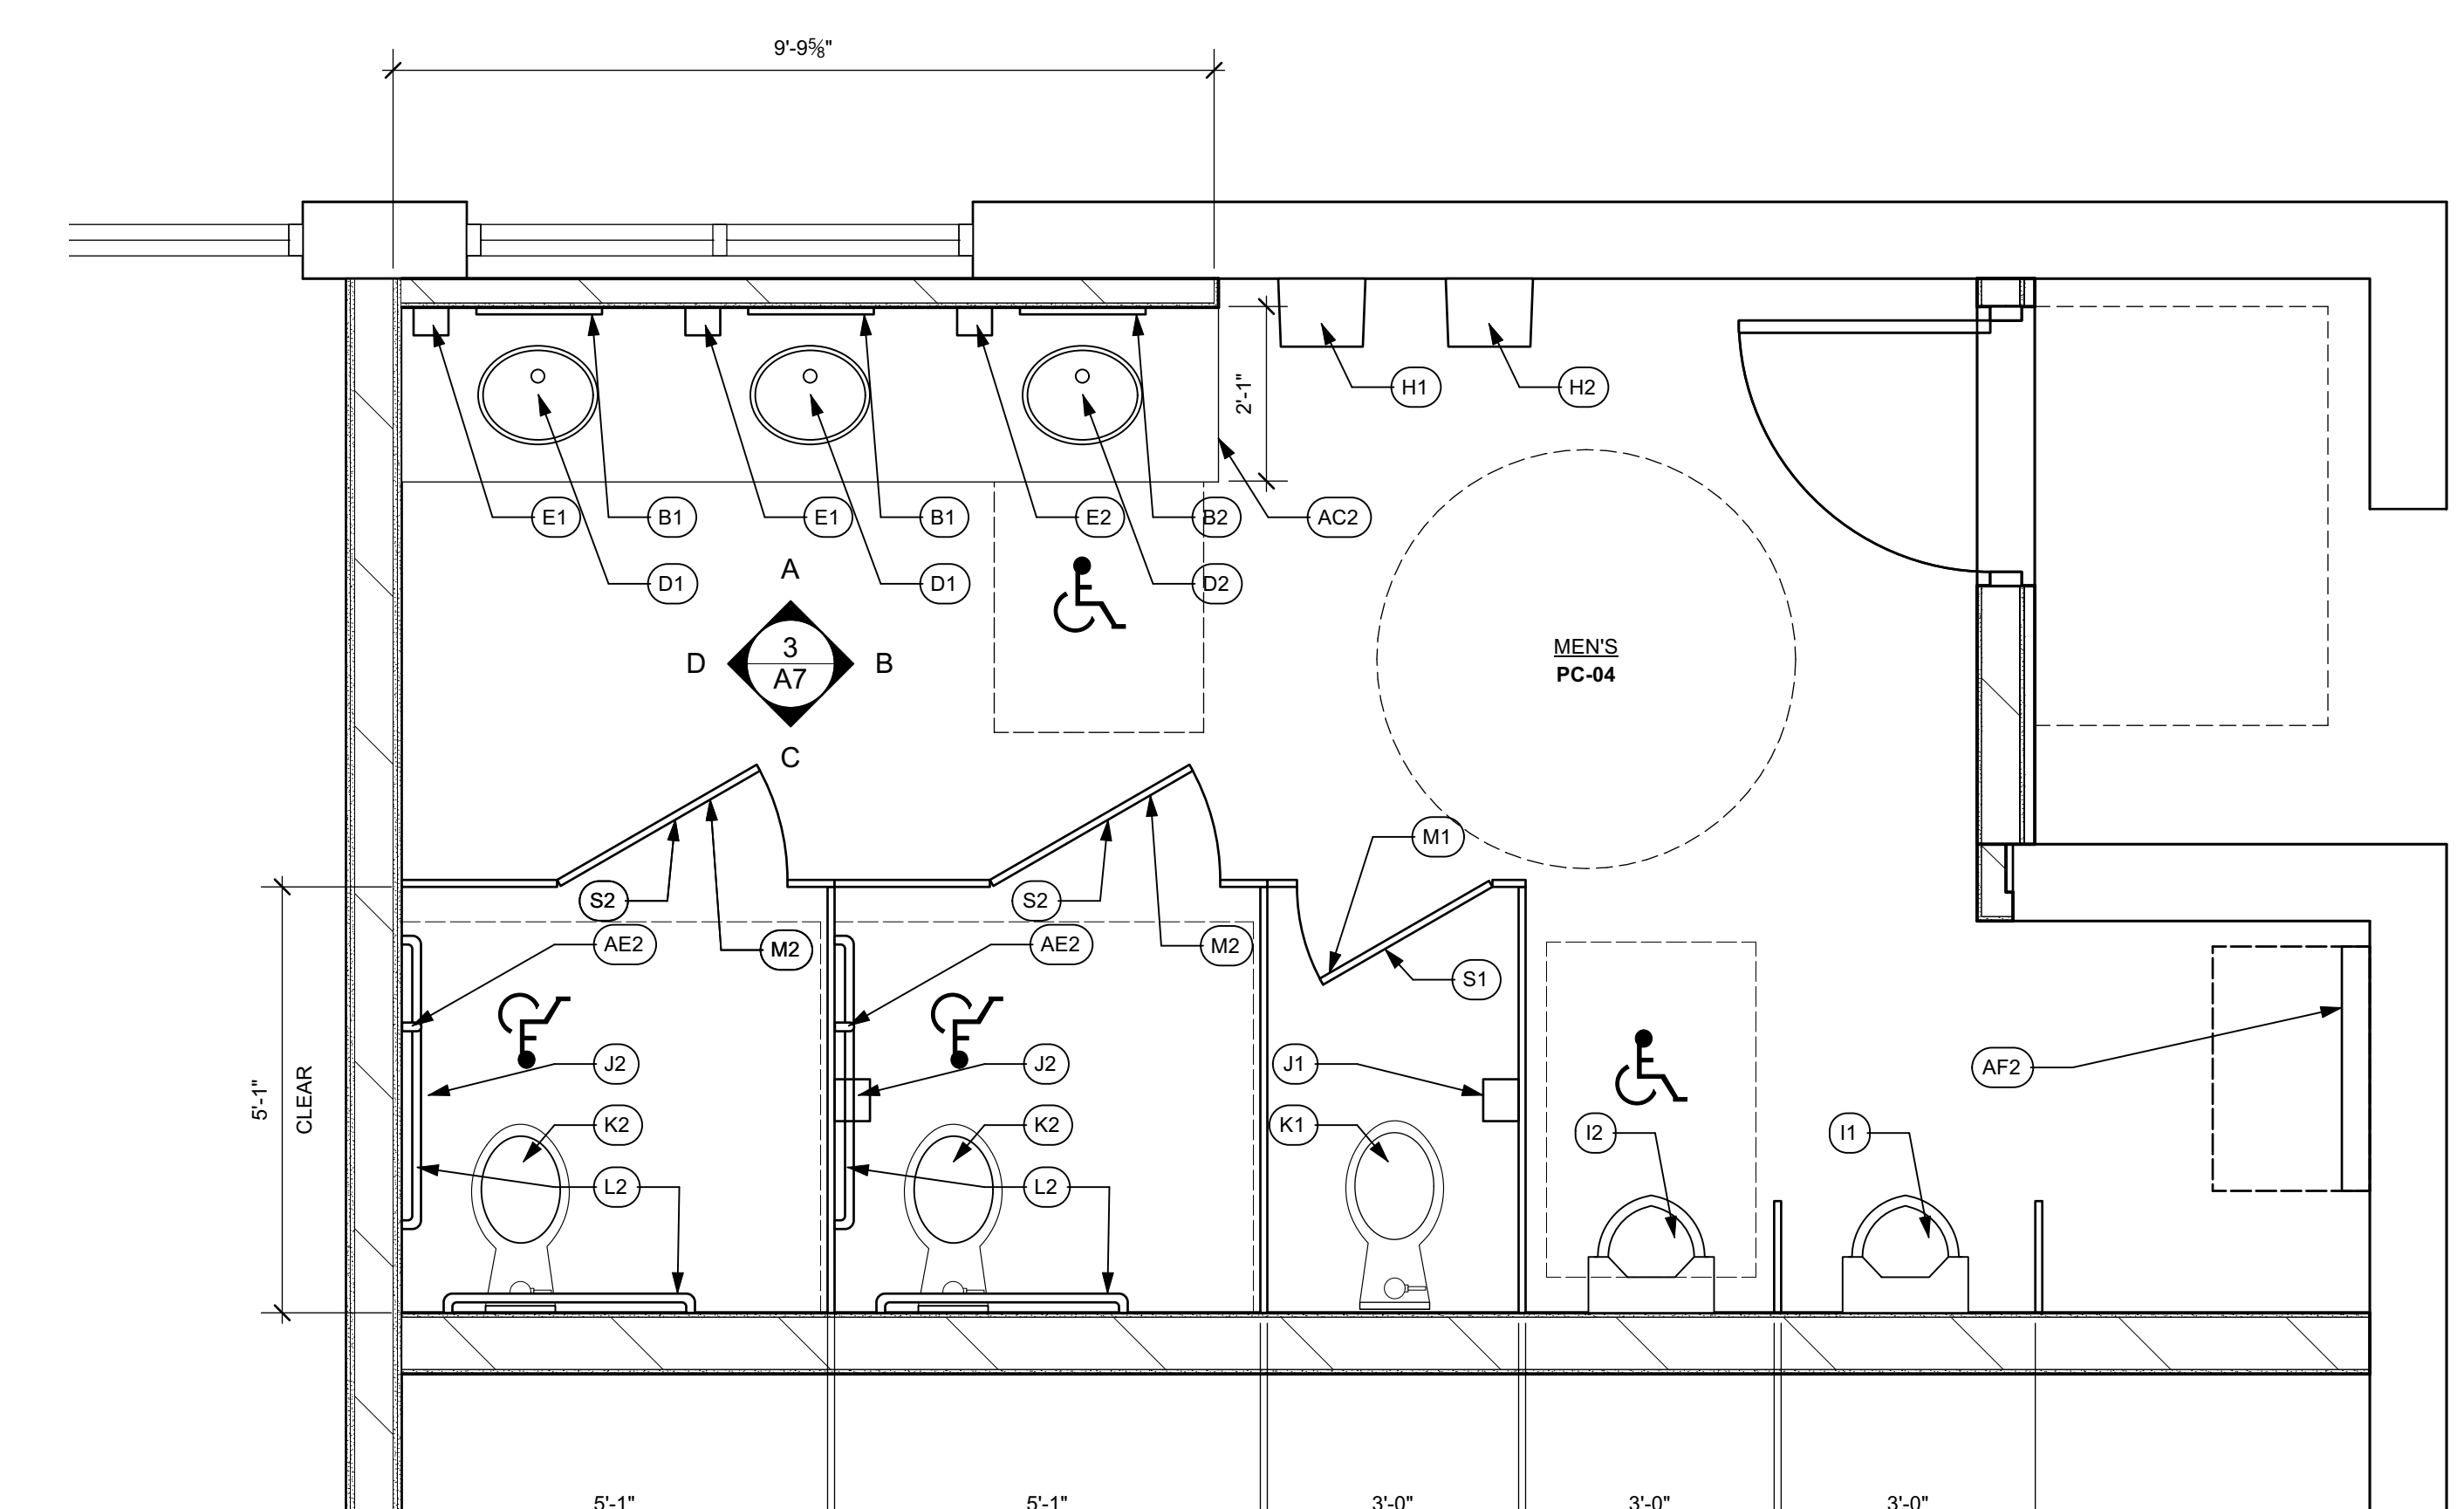 9'-9⅝"
H1
H2
2'-1"
E1
B1
E1
B1
E2
B2
AC2
A
D1
D1
D2
3
D
B
A7
MEN'S
PC-04
C
M1
S2
S2
AE2
AE2
M2
M2
S1
J2
J2
J1
AF2
5'-1"
CLEAR
K2
K2
K1
I2
I1
L2
L2
5'-1"
5'-1"
3'-0"
3'-0"
3'-0"